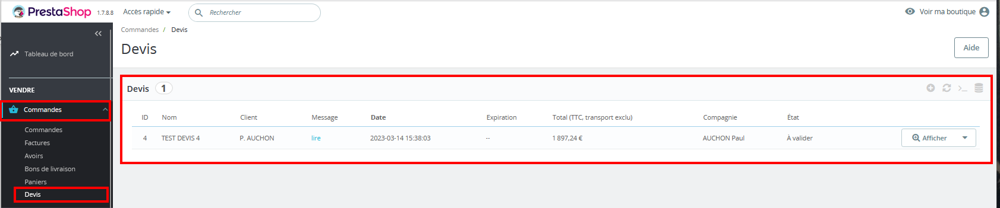 PrestaShop 1.7.8.8 Accès rapide Rechercher Voir ma boutique
Commandes / Devis
Devis
Aide
Tableau de bord
VENDRE
Commandes
Commandes
Factures
Avoirs
Bons de livraison
Paniers
Devis
Devis 1
ID Nom Client Message Date Expiration Total (TTC, transport exclu) Compagnie État
4 TEST DEVIS 4 P. AUCHON lire 2023-03-14 15:38:03 -- 1 897,24 € AUCHON Paul À valider Afficher